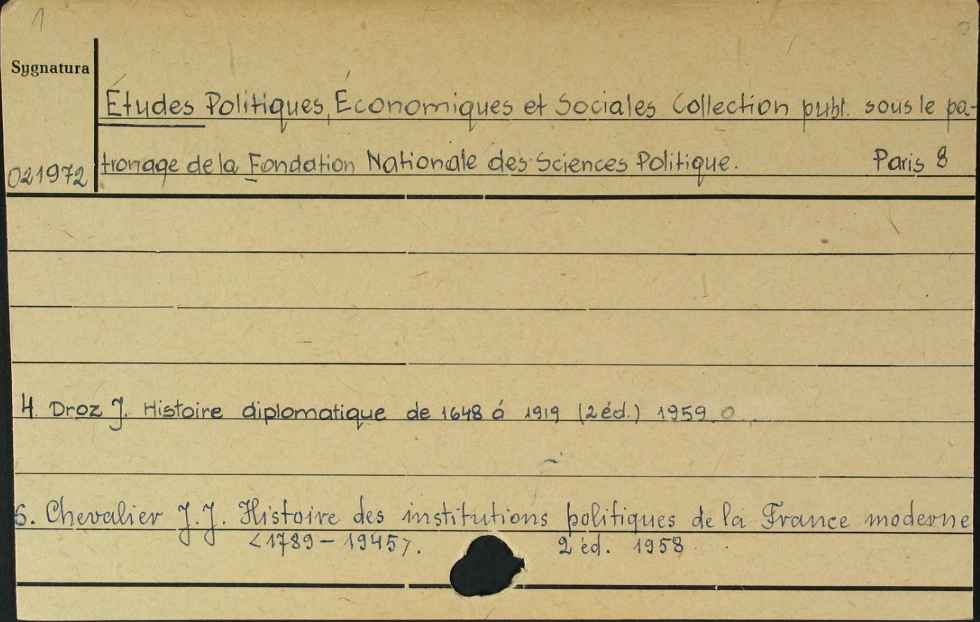 1
Sygnatura
Études Politiques, Économiques et Sociales Collection publ. sous le pa-
021972 tronage de la Fondation Nationale des Sciences Politique. Paris 8
4. Droz J. Histoire diplomatique de 1648 á 1919 (2éd.) 1959 0
6. Chevalier J.J. Histoire des institutions politiques de la France moderne
<1789 - 1945>. 2 éd. 1958